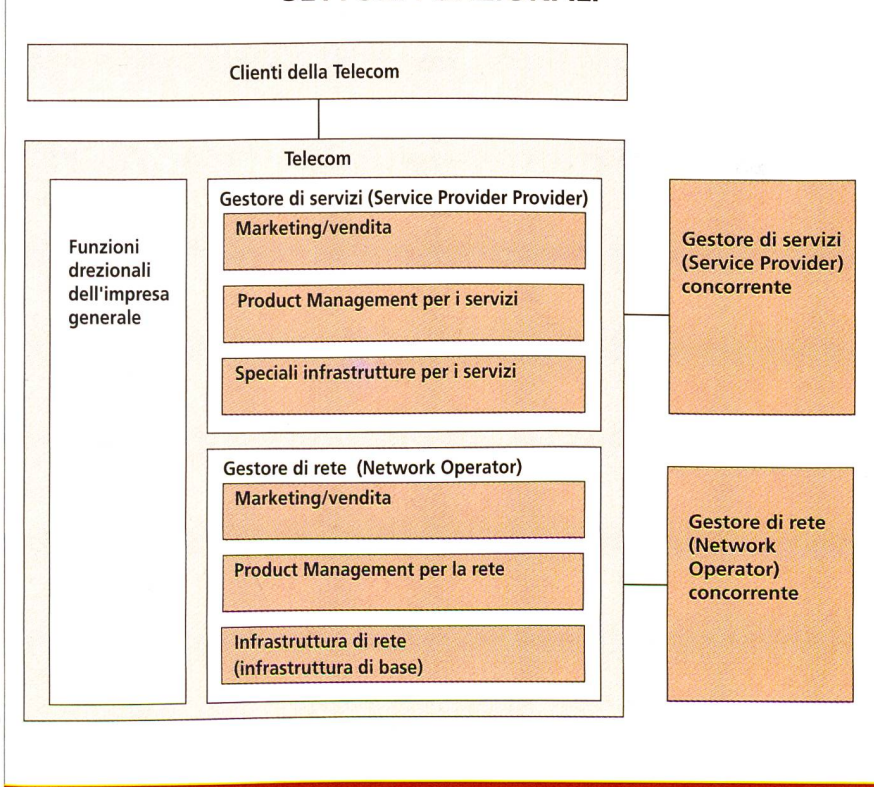 Clienti della Telecom
Telecom
Funzioni
drezionali
dell'impresa
generale
Gestore di servizi (Service Provider Provider)
Marketing/vendita
Product Management per i servizi
Speciali infrastrutture per i servizi
Gestore di rete (Network Operator)
Marketing/vendita
Product Management per la rete
Infrastruttura di rete
(infrastruttura di base)
Gestore di servizi
(Service Provider)
concorrente
Gestore di rete
(Network
Operator)
concorrente